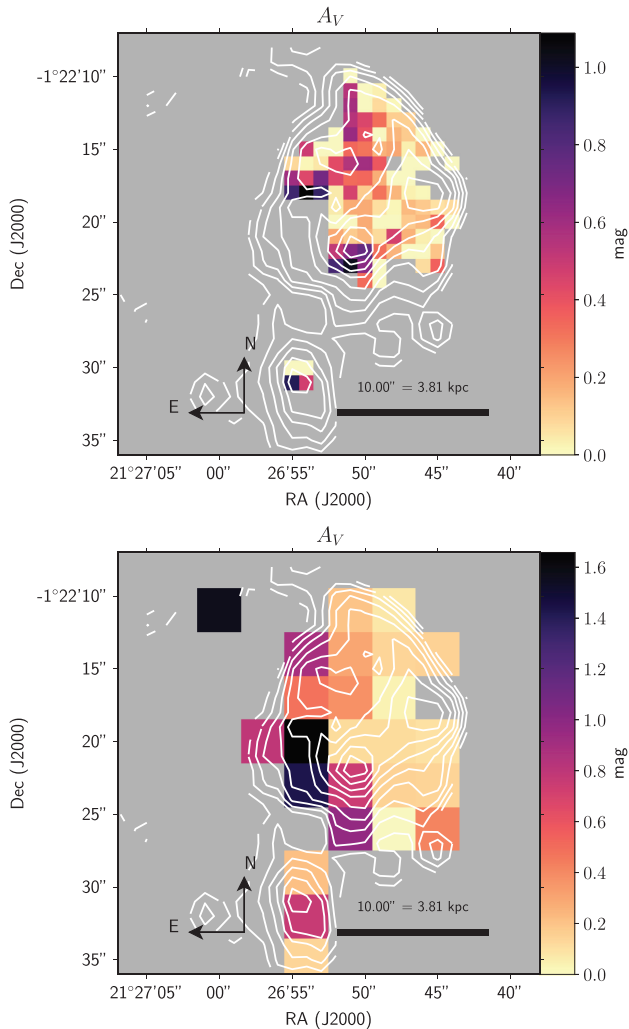 A_V
-1°22'10"
15"
20"
25"
30"
35"
Dec (J2000)
N
E
10.00" = 3.81 kpc
21°27'05" 00" 26'55" 50" 45" 40"
RA (J2000)
1.0
0.8
0.6
0.4
0.2
0.0
mag
A_V
-1°22'10"
15"
20"
25"
30"
35"
Dec (J2000)
N
E
10.00" = 3.81 kpc
21°27'05" 00" 26'55" 50" 45" 40"
RA (J2000)
1.6
1.4
1.2
1.0
0.8
0.6
0.4
0.2
0.0
mag